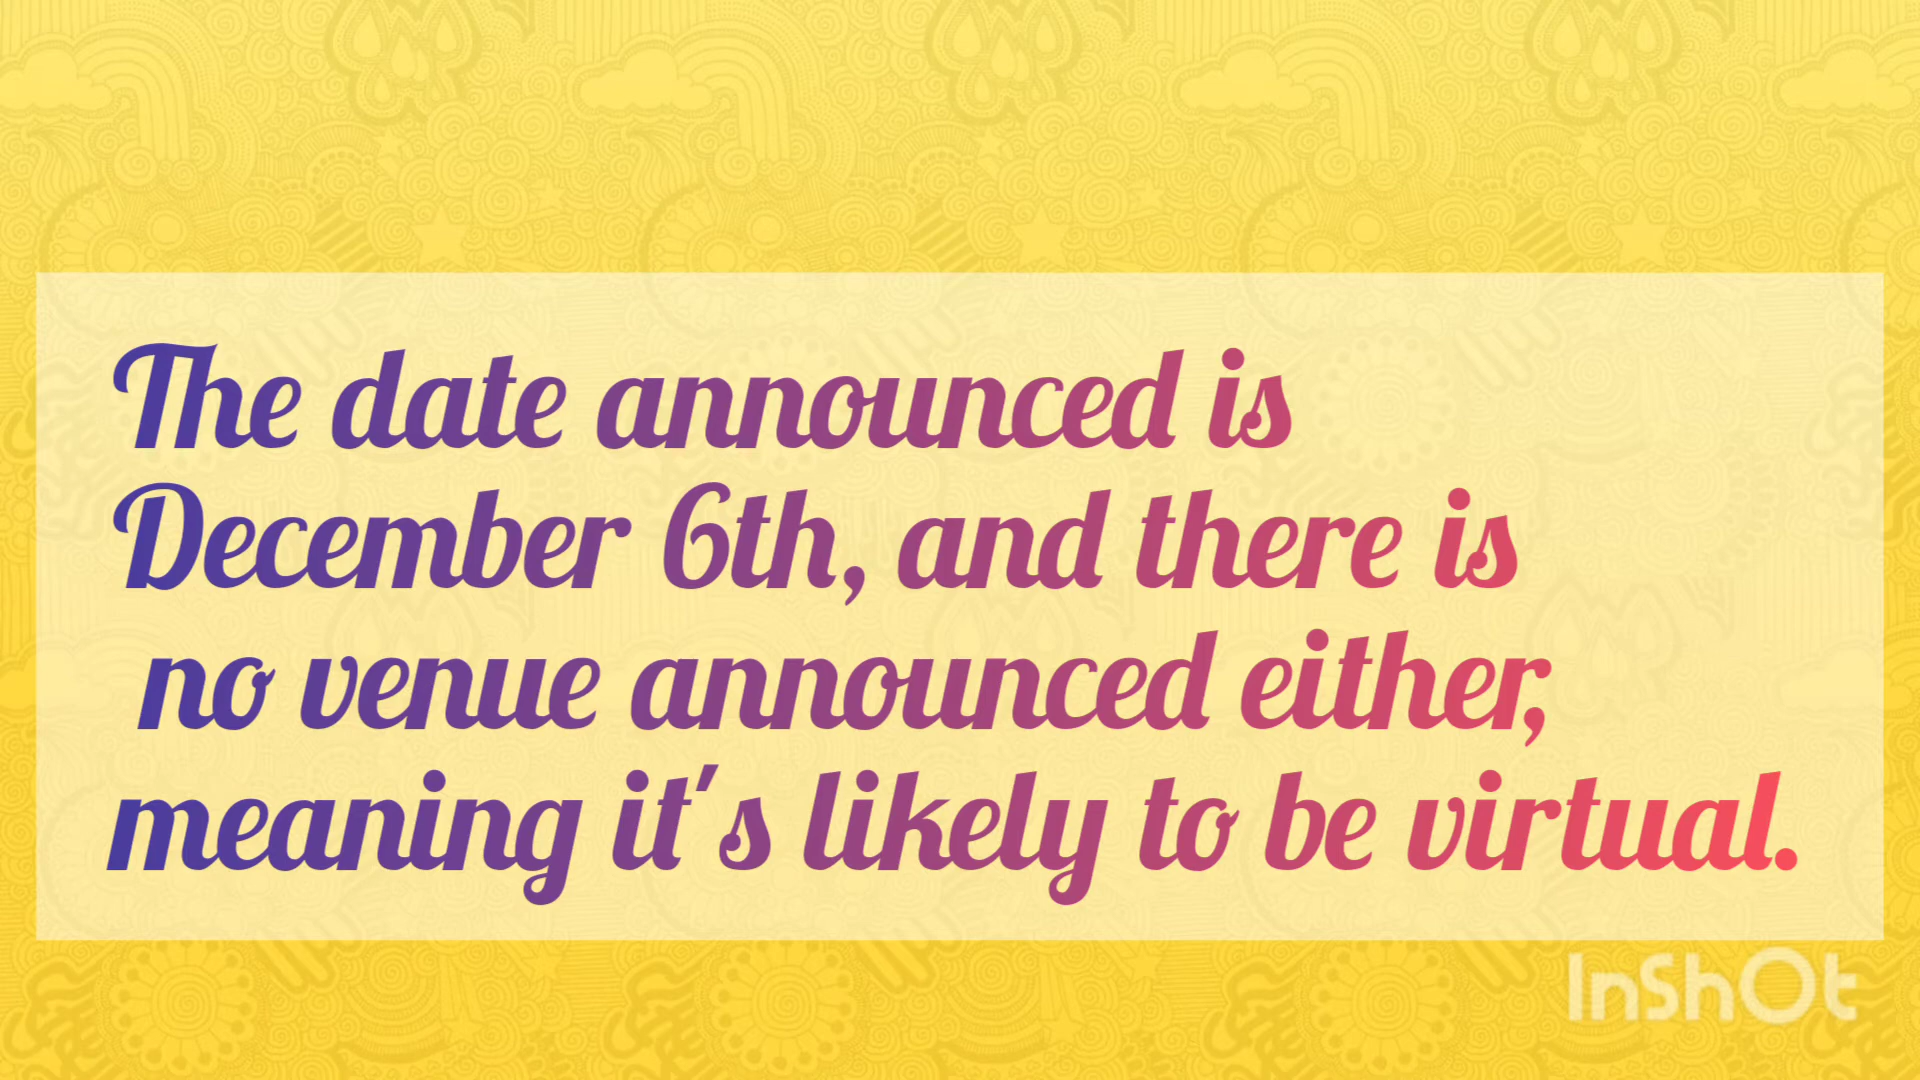 The date announced is
December 6th, and there is
no venue announced either,
meaning it's likely to be virtual.
InShOt